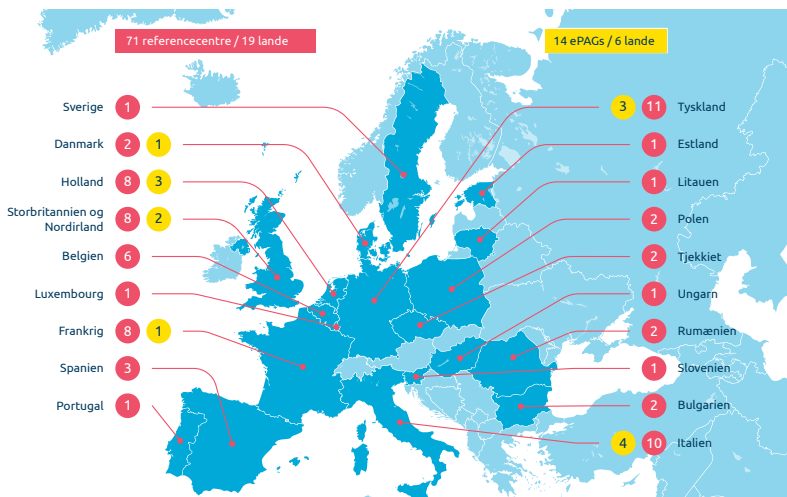 71 referencecentre / 19 lande
14 ePAGs / 6 lande
Sverige 1
Danmark 2 1
Holland 8 3
Storbritannien og
Nordirland 8 2
Belgien 6
Luxembourg 1
Frankrig 8 1
Spanien 3
Portugal 1
3 11 Tyskland
1 Estland
1 Litauen
2 Polen
2 Tjekkiet
1 Ungarn
2 Rumænien
1 Slovenien
2 Bulgarien
4 10 Italien